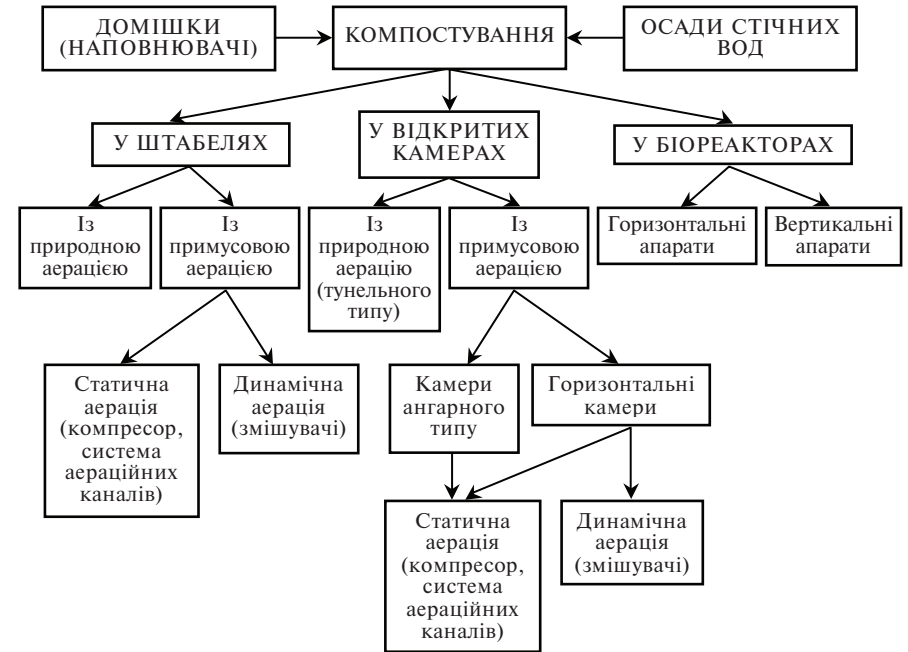 ДОМІШКИ
(НАПОВНЮВАЧІ)
КОМПОСТУВАННЯ
ОСАДИ СТІЧНИХ
ВОД
У ШТАБЕЛЯХ
У ВІДКРИТИХ
КАМЕРАХ
У БІОРЕАКТОРАХ
Із
природною
аерацією
Із
примусовою
аерацією
Із
природною
аерацію
(тунельного
типу)
Із
примусовою
аерацією
Горизонтальні
апарати
Вертикальні
апарати
Статична
аерація
(компресор,
система
аераційних
каналів)
Динамічна
аерація
(змішувачі)
Камери
ангарного
типу
Горизонтальні
камери
Статична
аерація
(компресор,
система
аераційних
каналів)
Динамічна
аерація
(змішувачі)